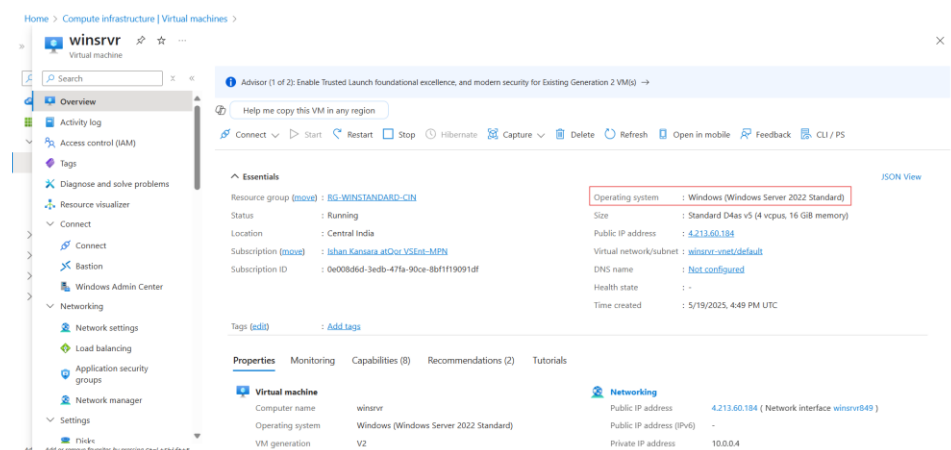 Home > Compute infrastructure | Virtual machines >
winsrvr
Virtual machine
Search
Overview
Activity log
Access control (IAM)
Tags
Diagnose and solve problems
Resource visualizer
Connect
Connect
Bastion
Windows Admin Center
Networking
Network settings
Load balancing
Application security
groups
Network manager
Settings
Disks
Advisor (1 of 2): Enable Trusted Launch foundational excellence, and modern security for Existing Generation 2 VM(s) →
Help me copy this VM in any region
Connect Start Restart Stop Hibernate Capture Delete Refresh Open in mobile Feedback CLI / PS
Essentials JSON View
Resource group (move) : RG-WINSTANDARD-CIN
Status : Running
Location : Central India
Subscription (move) : Ishan Kansara atQor VSEnt-MPN
Subscription ID : 0e008d6d-3edb-47fa-90ce-8bf1f19091df
Operating system : Windows (Windows Server 2022 Standard)
Size : Standard D4as v5 (4 vcpus, 16 GiB memory)
Public IP address : 4.213.60.184
Virtual network/subnet : winsrvr-vnet/default
DNS name : Not configured
Health state : -
Time created : 5/19/2025, 4:49 PM UTC
Tags (edit) : Add tags
Properties Monitoring Capabilities (8) Recommendations (2) Tutorials
Virtual machine
Computer name winsrvr
Operating system Windows (Windows Server 2022 Standard)
VM generation V2
Networking
Public IP address 4.213.60.184 ( Network interface winsrvr849 )
Public IP address (IPv6) -
Private IP address 10.0.0.4